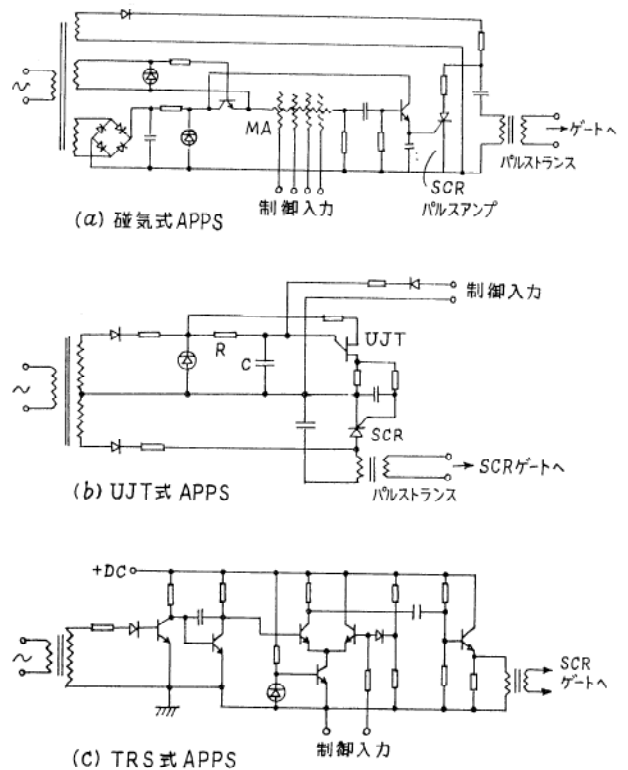 MA
制御入力
SCR
パルスアンプ
パルストランス
ゲートへ
(a) 磁気式APPS
制御入力
UJT
R
C
SCR
SCRゲートへ
パルストランス
(b) UJT式 APPS
+DC
SCR
ゲートへ
制御入力
(C) TRS式 APPS